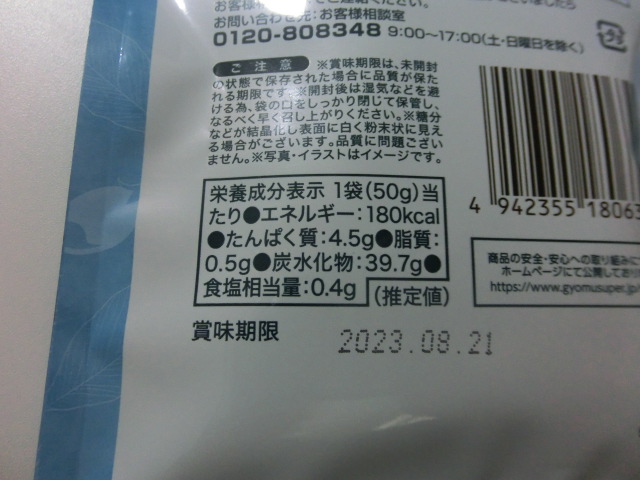 お問い合わせ先：お客様相談室
0120-808348 9:00〜17:00（土・日曜日を除く）
ご注意 ※賞味期限は、未開封
の状態で保存された場合に品質が保た
れる期限です。※開封後は湿気などを避
ける為、袋の口をしっかり閉じて保管し、
なるべく早く召し上がりください。※糖分
などが結晶化し表面に白く粉末状に見え
る場合がございます。品質に問題ござい
ません。※写真・イラストはイメージです。
栄養成分表示 1袋（50g）当
たり●エネルギー：180kcal
●たんぱく質：4.5g●脂質：
0.5g●炭水化物：39.7g●
食塩相当量：0.4g（推定値）
賞味期限 2023.08.21
4 942355 18063
商品の安全・安心への取り組みに
ホームページにて公開しており
https://www.gyomusuper.jp/